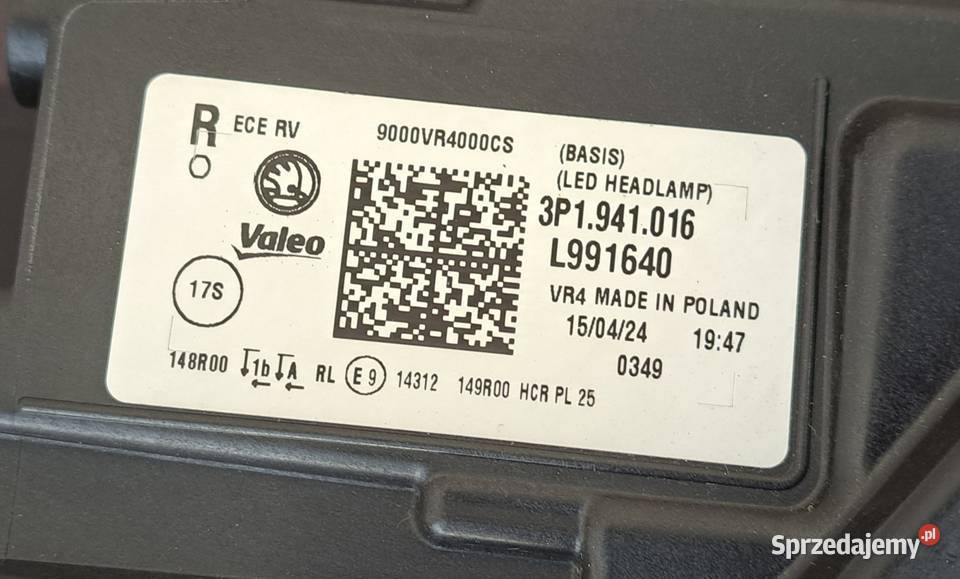 R ECE RV
9000VR4000CS
(BASIS)
(LED HEADLAMP)
3P1.941.016
L991640
Valeo
17S
VR4 MADE IN POLAND
15/04/24 19:47
0349
148R00 1b A RL E9 14312 149R00 HCR PL 25
Sprzedajemy.pl